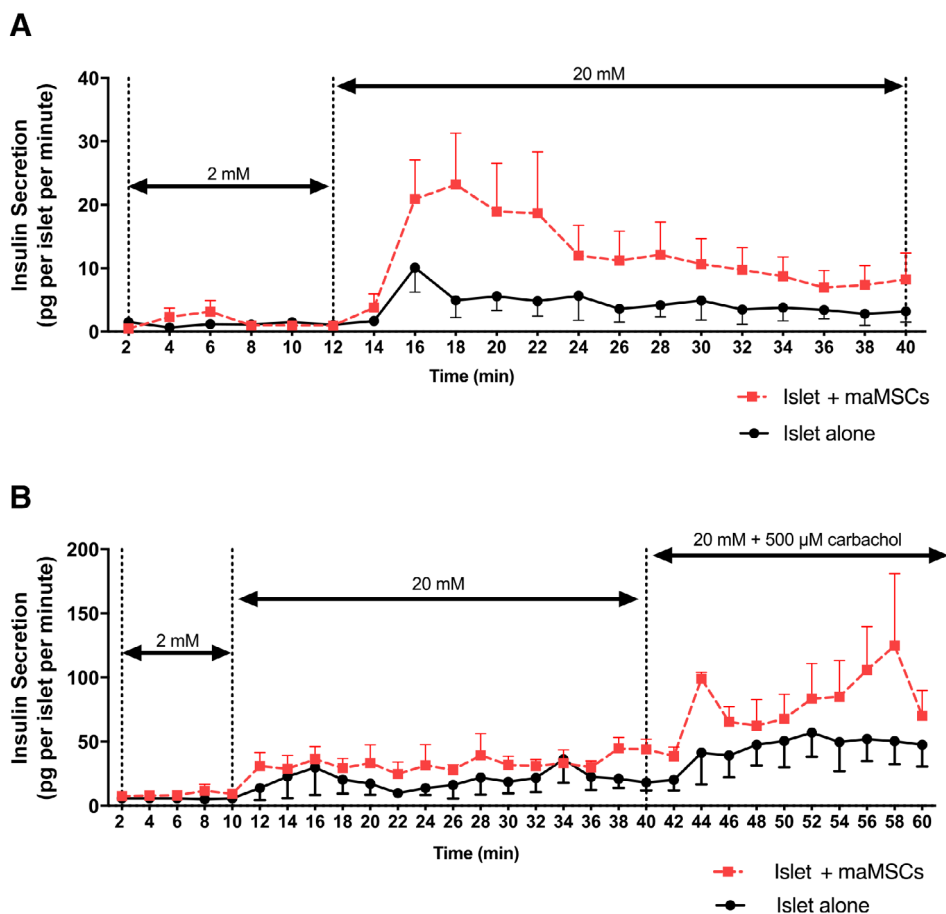 A
Insulin Secretion
(pg per islet per minute)
40
30
20
10
0
20 mM
2 mM
2 4 6 8 10 12 14 16 18 20 22 24 26 28 30 32 34 36 38 40
Time (min)
Islet + maMSCs
Islet alone
B
Insulin Secretion
(pg per islet per minute)
200
150
100
50
0
20 mM + 500 µM carbachol
20 mM
2 mM
2 4 6 8 10 12 14 16 18 20 22 24 26 28 30 32 34 36 38 40 42 44 46 48 50 52 54 56 58 60
Time (min)
Islet + maMSCs
Islet alone